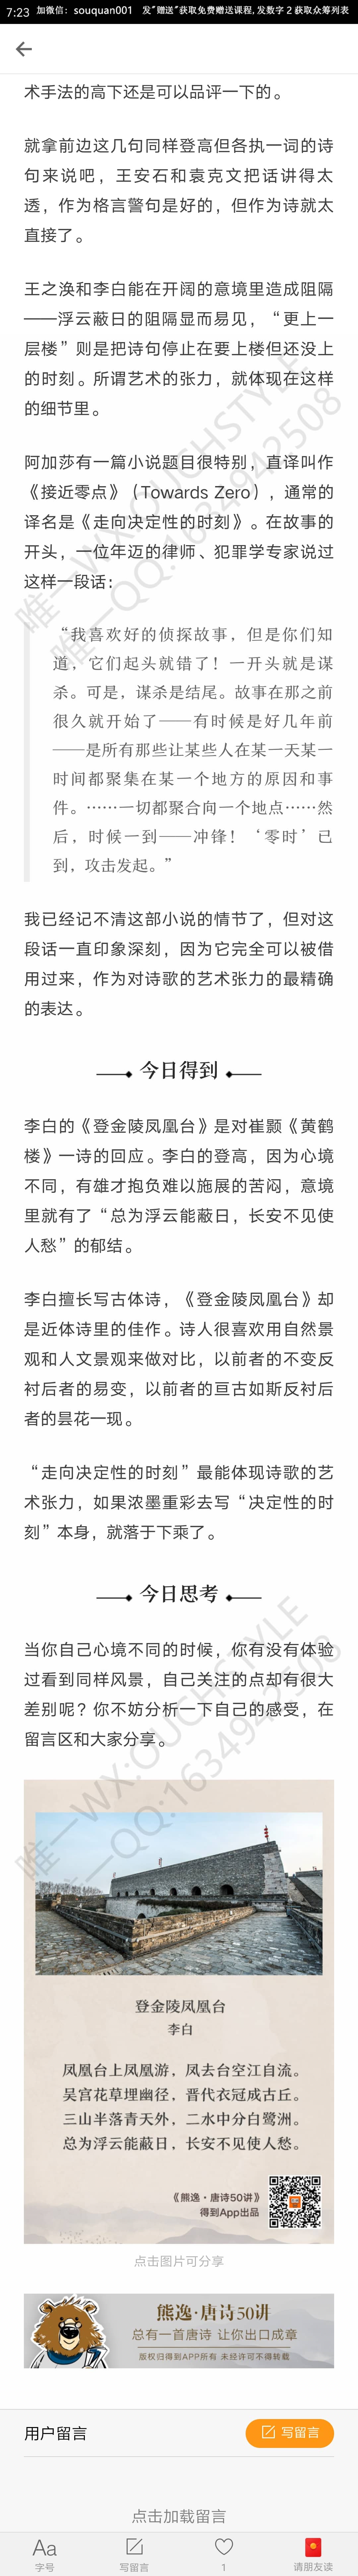 7:23 加微信：souquan001 发"赠送"获取免费赠送课程，发数字 2 获取众筹列表
术手法的高下还是可以品评一下的。
就拿前边这几句同样登高但各执一词的诗
句来说吧，王安石和袁克文把话讲得太
透，作为格言警句是好的，但作为诗就太
直接了。
王之涣和李白能在开阔的意境里造成阻隔
——浮云蔽日的阻隔显而易见，“更上一
层楼”则是把诗句停止在要上楼但还没上
的时刻。所谓艺术的张力，就体现在这样
的细节里。
阿加莎有一篇小说题目很特别，直译叫作
《接近零点》（Towards Zero），通常的
译名是《走向决定性的时刻》。在故事的
开头，一位年迈的律师、犯罪学专家说过
这样一段话：
“我喜欢好的侦探故事，但是你们知
道，它们起头就错了！一开头就是谋
杀。可是，谋杀是结尾。故事在那之前
很久就开始了——有时候是好几年前
——是所有那些让某些人在某一天某一
时间都聚集在某一个地方的原因和事
件。……一切都聚合向一个地点……然
后，时候一到——冲锋！‘零时’已
到，攻击发起。”
我已经记不清这部小说的情节了，但对这
段话一直印象深刻，因为它完全可以被借
用过来，作为对诗歌的艺术张力的最精确
的表达。
今日得到
李白的《登金陵凤凰台》是对崔颢《黄鹤
楼》一诗的回应。李白的登高，因为心境
不同，有雄才抱负难以施展的苦闷，意境
里就有了“总为浮云能蔽日，长安不见使
人愁”的郁结。
李白擅长写古体诗，《登金陵凤凰台》却
是近体诗里的佳作。诗人很喜欢用自然景
观和人文景观来做对比，以前者的不变反
衬后者的易变，以前者的亘古如斯反衬后
者的昙花一现。
“走向决定性的时刻”最能体现诗歌的艺
术张力，如果浓墨重彩去写“决定性的时
刻”本身，就落于下乘了。
今日思考
当你自己心境不同的时候，你有没有体验
过看到同样风景，自己关注的点却有很大
差别呢？你不妨分析一下自己的感受，在
留言区和大家分享。
唯一WX:OUCHSTYLE
唯一QQ:1634942508
唯一WX:OUCHSTYLE
唯一QQ:1634942508
登金陵凤凰台
李白
凤凰台上凤凰游，凤去台空江自流。
吴宫花草埋幽径，晋代衣冠成古丘。
三山半落青天外，二水中分白鹭洲。
总为浮云能蔽日，长安不见使人愁。
《熊逸·唐诗50讲》
得到App出品
点击图片可分享
熊逸·唐诗50讲
总有一首唐诗 让你出口成章
版权归得到APP所有 未经许可不得转载
用户留言
写留言
点击加载留言
Aa
字号
写留言
1
请朋友读